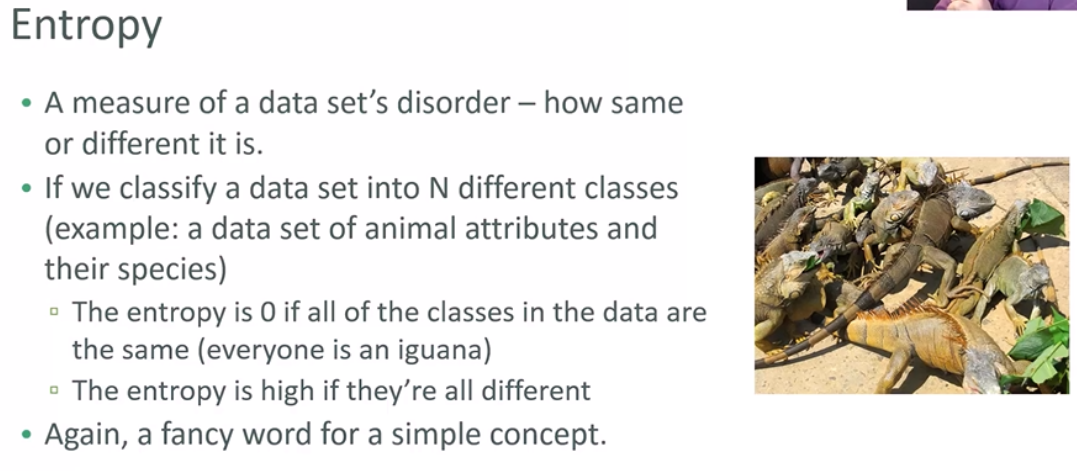 Entropy
• A measure of a data set's disorder – how same
or different it is.
• If we classify a data set into N different classes
(example: a data set of animal attributes and
their species)
▫ The entropy is 0 if all of the classes in the data are
the same (everyone is an iguana)
▫ The entropy is high if they're all different
• Again, a fancy word for a simple concept.